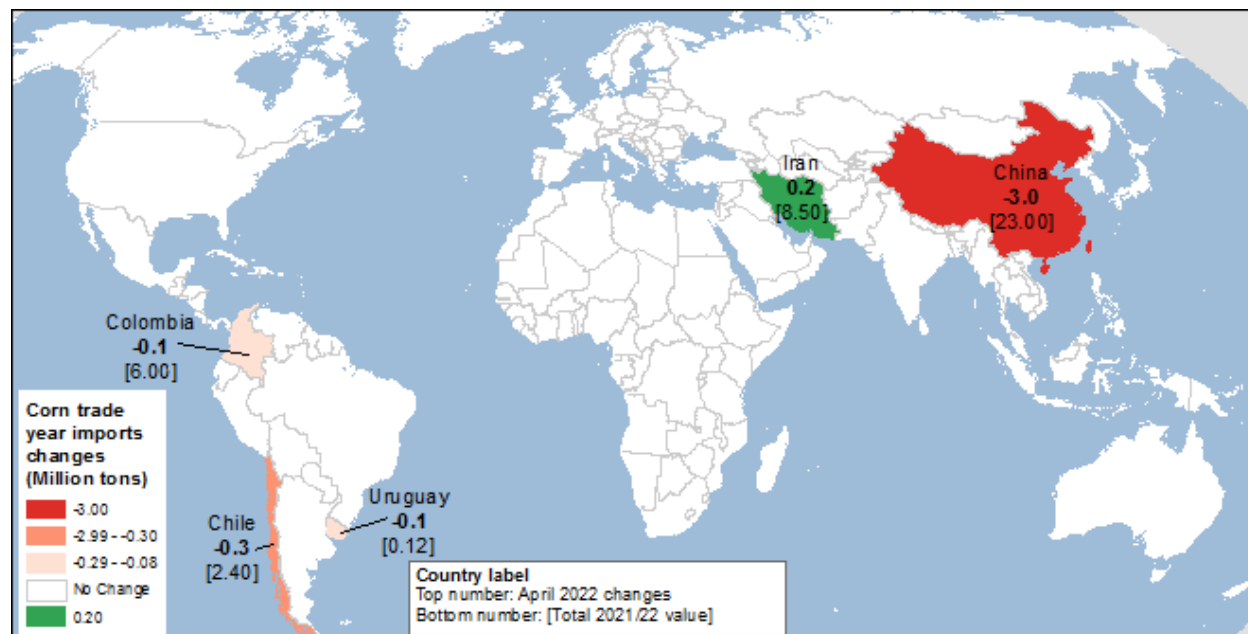 Iran
0.2
[8.50]
China
-3.0
[23.00]
Colombia
-0.1
[6.00]
Corn trade
year imports
changes
(Million tons)
-3.00
-2.99 - -0.30
-0.29 - -0.08
No Change
0.20
Chile
-0.3
[2.40]
Uruguay
-0.1
[0.12]
Country label
Top number: April 2022 changes
Bottom number: [Total 2021/22 value]